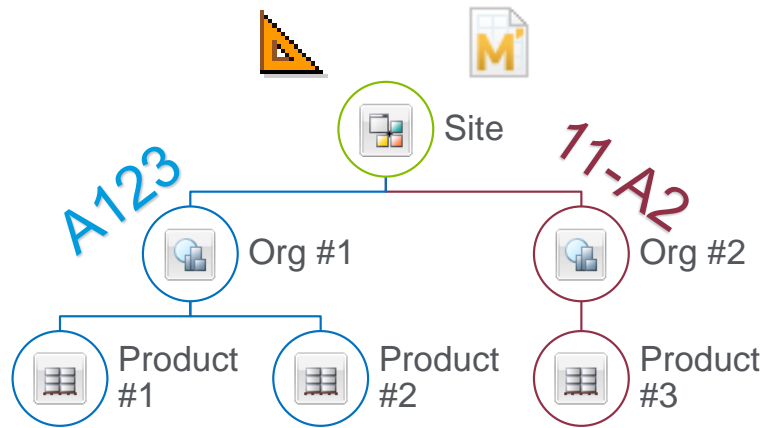 M'
Site
A123
11-A2
Org #1
Org #2
Product
#1
Product
#2
Product
#3